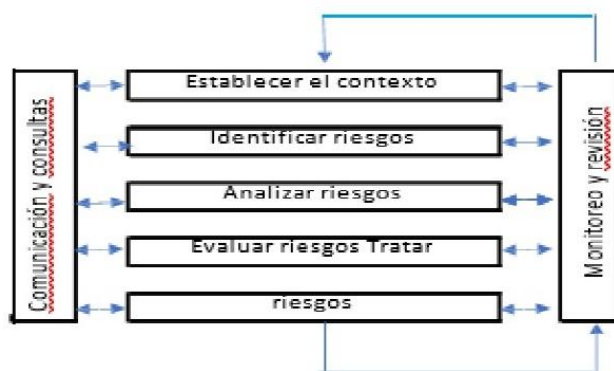 Comunicación y consultas
Establecer el contexto
Identificar riesgos
Analizar riesgos
Evaluar riesgos Tratar
riesgos
Monitoreo y revisión